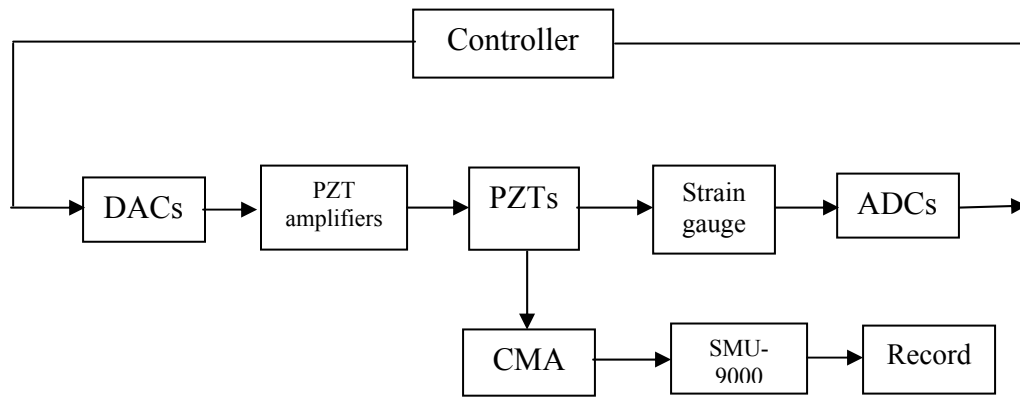 Controller
DACs
PZT
amplifiers
PZTs
Strain
gauge
ADCs
CMA
SMU-
9000
Record